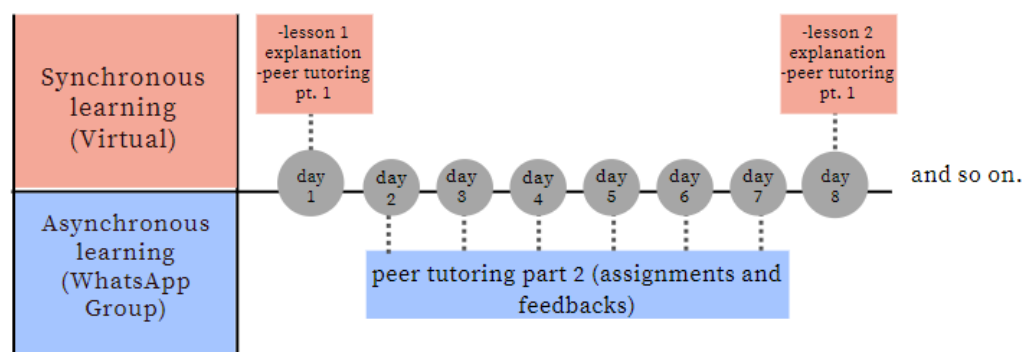 Synchronous
learning
(Virtual)
-lesson 1
explanation
-peer tutoring
pt. 1
-lesson 2
explanation
-peer tutoring
pt. 1
day
1
day
2
day
3
day
4
day
5
day
6
day
7
day
8
and so on.
Asynchronous
learning
(WhatsApp
Group)
peer tutoring part 2 (assignments and
feedbacks)